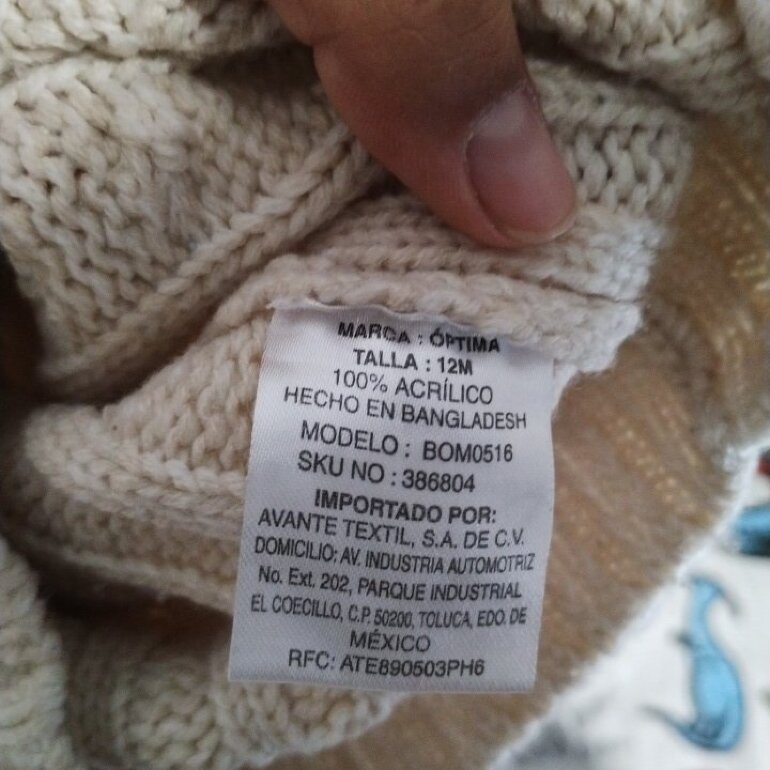 MARCA : ÓPTIMA
TALLA : 12M
100% ACRÍLICO
HECHO EN BANGLADESH
MODELO : BOM0516
SKU NO : 386804
IMPORTADO POR:
AVANTE TEXTIL, S.A. DE C.V.
DOMICILIO: AV. INDUSTRIA AUTOMOTRIZ
No. Ext. 202, PARQUE INDUSTRIAL
EL COECILLO, C.P. 50200, TOLUCA, EDO. DE
MÉXICO
RFC: ATE890503PH6